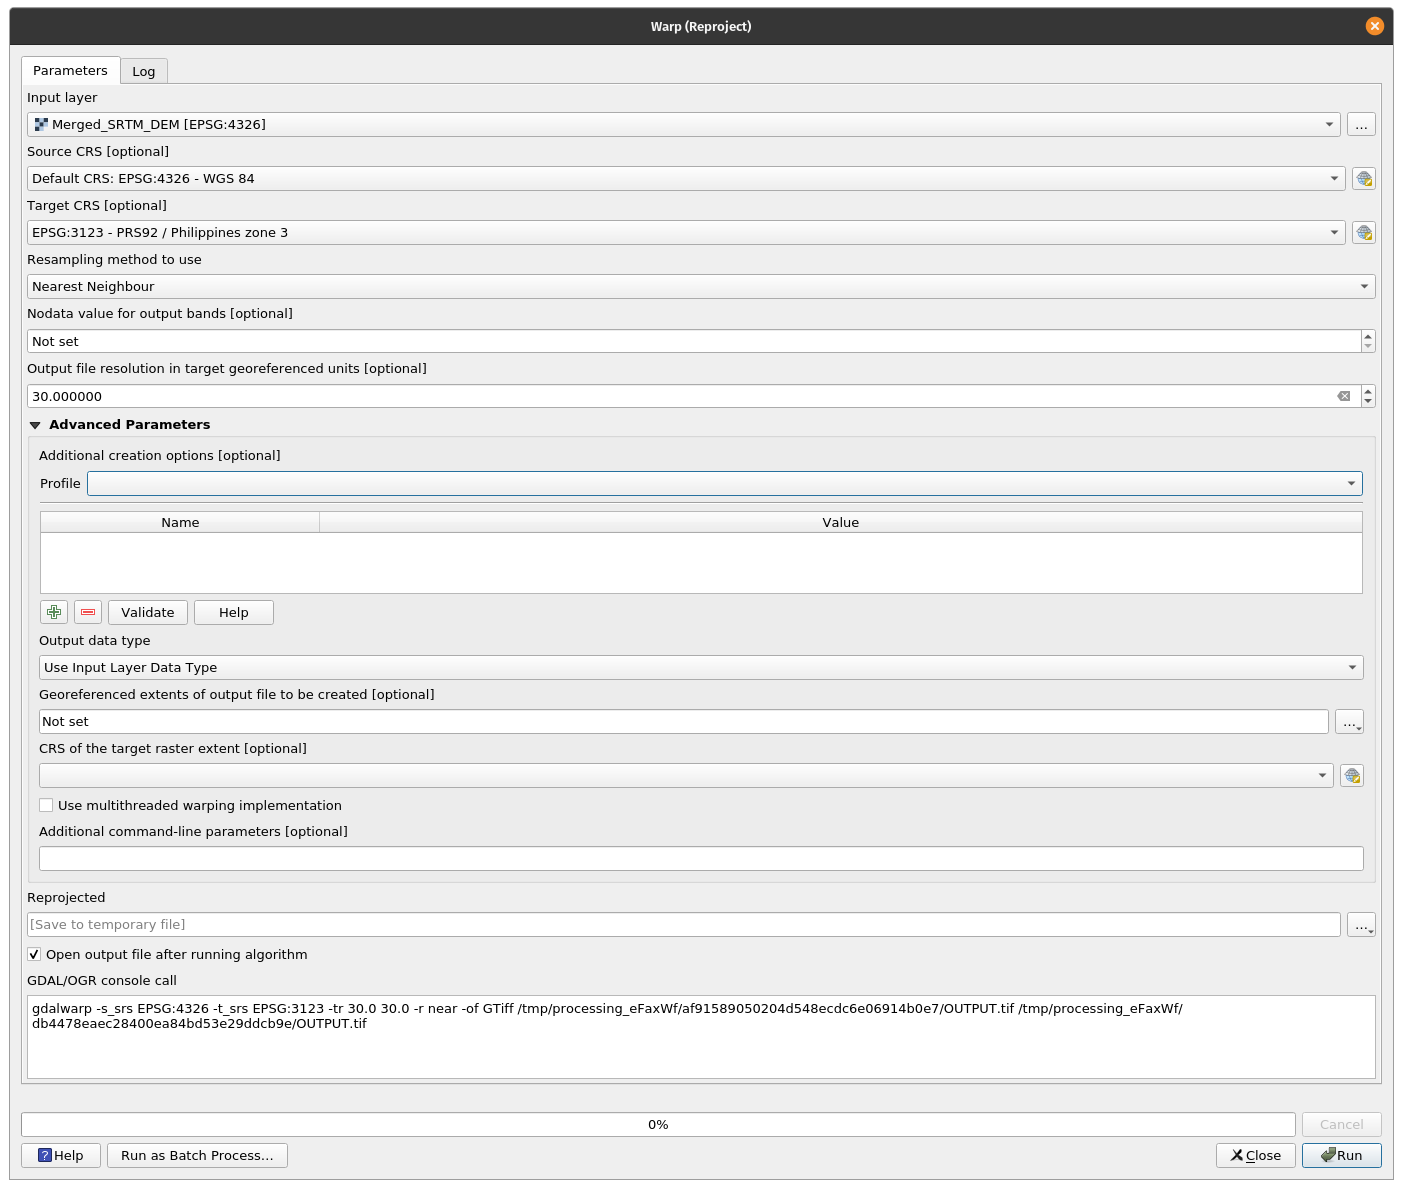 Warp (Reproject)
Parameters
Log
Input layer
Merged_SRTM_DEM [EPSG:4326]
...
Source CRS [optional]
Default CRS: EPSG:4326 - WGS 84
Target CRS [optional]
EPSG:3123 - PRS92 / Philippines zone 3
Resampling method to use
Nearest Neighbour
Nodata value for output bands [optional]
Not set
Output file resolution in target georeferenced units [optional]
30.000000
Advanced Parameters
Additional creation options [optional]
Profile
Name Value
Validate Help
Output data type
Use Input Layer Data Type
Georeferenced extents of output file to be created [optional]
Not set
...
CRS of the target raster extent [optional]
Use multithreaded warping implementation
Additional command-line parameters [optional]
Reprojected
[Save to temporary file]
...
Open output file after running algorithm
GDAL/OGR console call
gdalwarp -s_srs EPSG:4326 -t_srs EPSG:3123 -tr 30.0 30.0 -r near -of GTiff /tmp/processing_eFaxWf/af91589050204d548ecdc6e06914b0e7/OUTPUT.tif /tmp/processing_eFaxWf/
db4478eaec28400ea84bd53e29ddcb9e/OUTPUT.tif
0%
Cancel
? Help
Run as Batch Process...
Close
Run